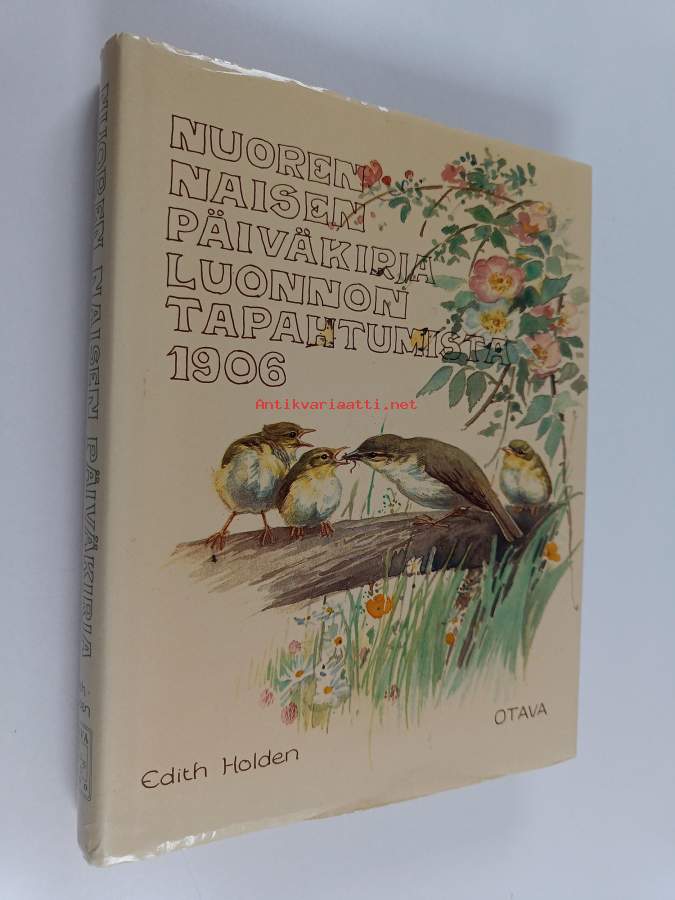 NUOREN
NAISEN
PÄIVÄKIRJA
LUONNON
TAPAHTUMISTA
1906
Antikvariaatti.net
OTAVA
Edith Holden
NUOREN NAISEN PÄIVÄKIRJA